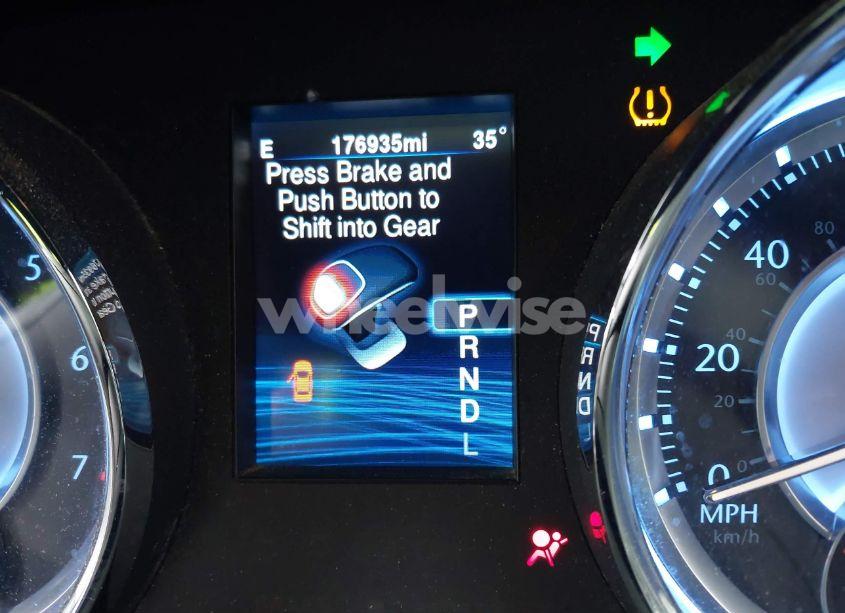 E 176935mi 35°
Press Brake and
Push Button to
Shift into Gear
wheelwise
P
R
N
D
L
5
6
7
80
40
60
40
20
20
0
0
MPH
km/h
P
R
N
D
L